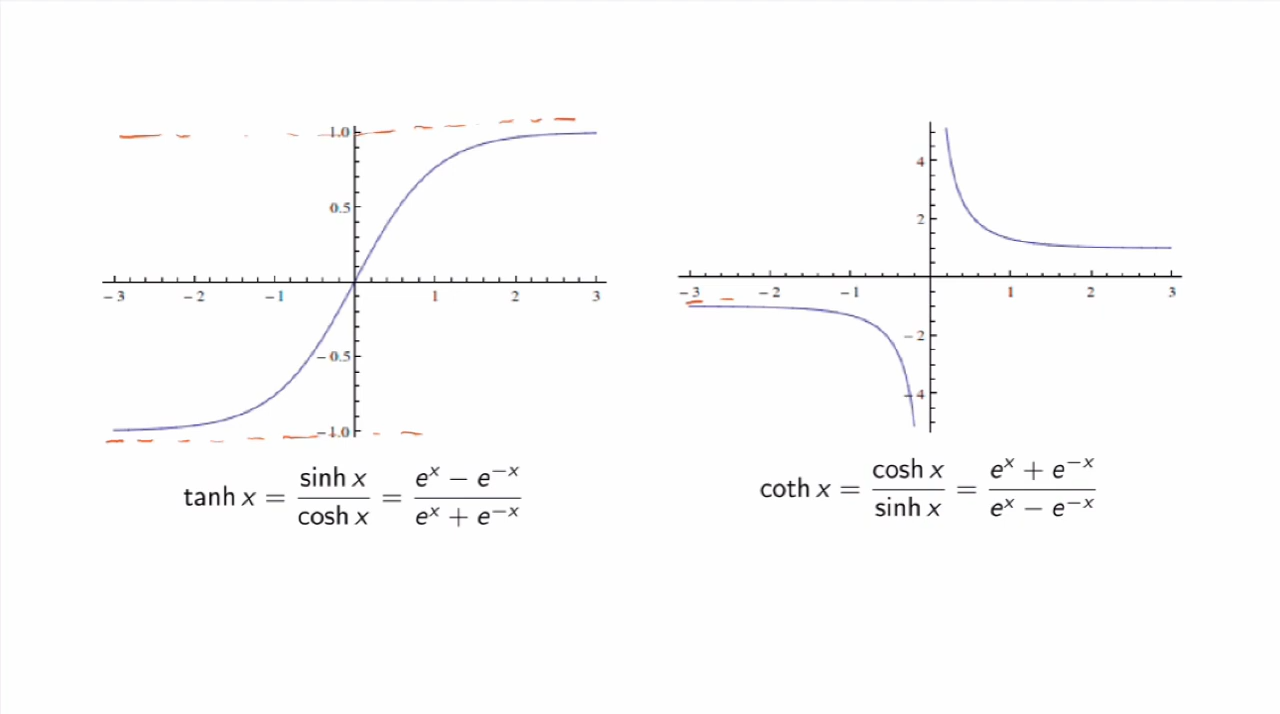 1.0
0.5
-3 -2 -1 1 2 3
-0.5
-1.0
tanh x = sinh x / cosh x = e^x − e^{−x} / e^x + e^{−x}
4
2
-3 -2 -1 1 2 3
-2
-4
coth x = cosh x / sinh x = e^x + e^{−x} / e^x − e^{−x}